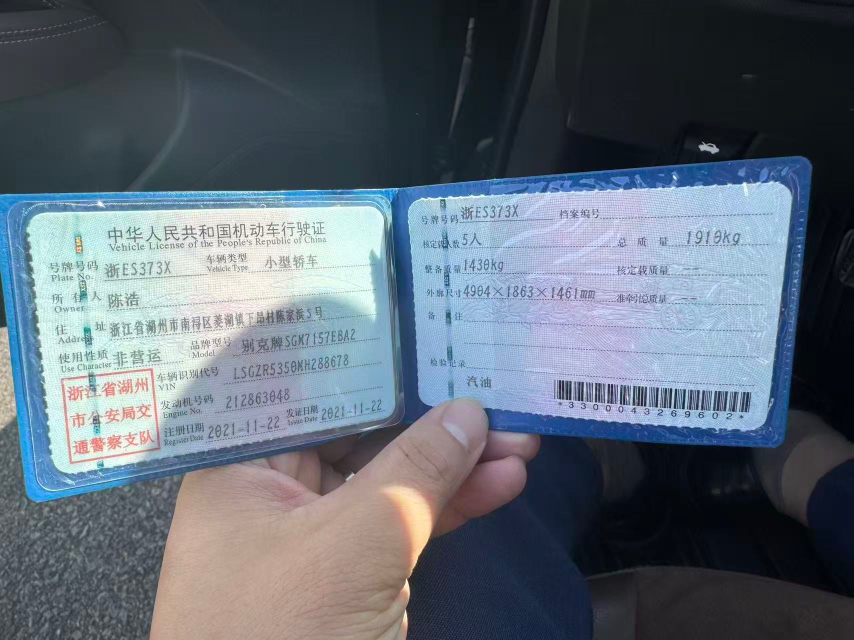 中华人民共和国机动车行驶证
Vehicle License of the People's Republic of China
号牌号码 浙ES373X 车辆类型 小型轿车
Plate No. Vehicle Type
所有人 陈浩
Owner
住址 浙江省湖州市南浔区菱湖镇下昂村陈家浜5号
Address
使用性质 非营运 品牌型号 别克牌SGM7157EBA2
Use Character Model
浙江省湖州
市公安局交
通警察支队
车辆识别代号 LSGZR5350MH288678
VIN
发动机号码 212863048
Engine No.
注册日期 2021-11-22 发证日期 2021-11-22
Register Date Issue Date
号牌号码 浙ES373X 档案编号
核定载人数 5人 总质量 1910kg
整备质量 1430kg 核定载质量 --
外廓尺寸 4904×1863×1461mm 准牵引总质量 --
备注
检验记录
汽油
*3300043269602*